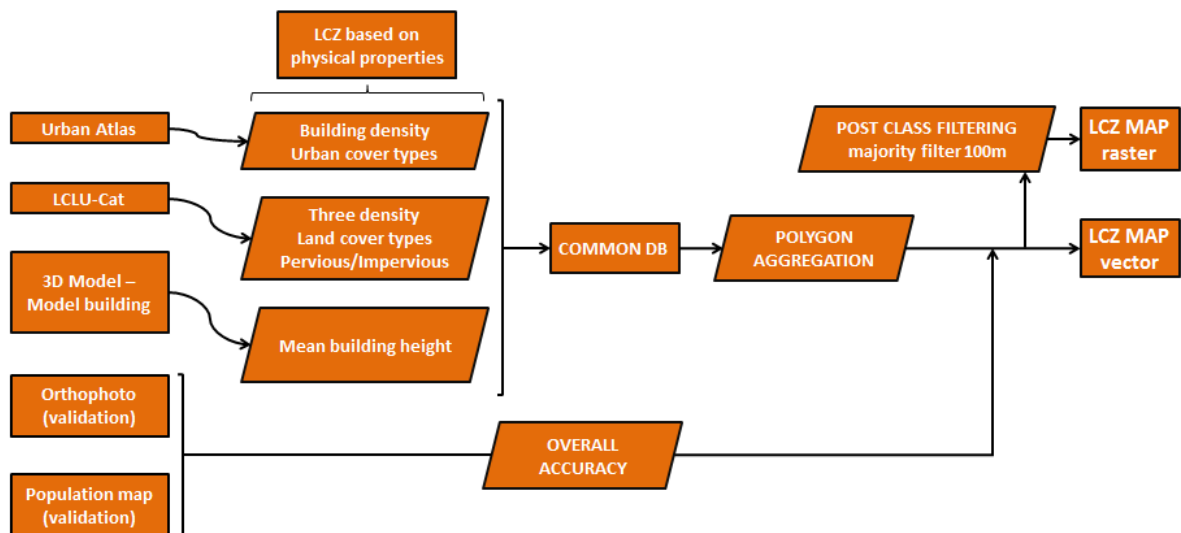 LCZ based on
physical properties
Urban Atlas
Building density
Urban cover types
POST CLASS FILTERING
majority filter 100m
LCZ MAP
raster
LCLU-Cat
Three density
Land cover types
Pervious/Impervious
COMMON DB
POLYGON
AGGREGATION
LCZ MAP
vector
3D Model –
Model building
Mean building height
Orthophoto
(validation)
OVERALL
ACCURACY
Population map
(validation)